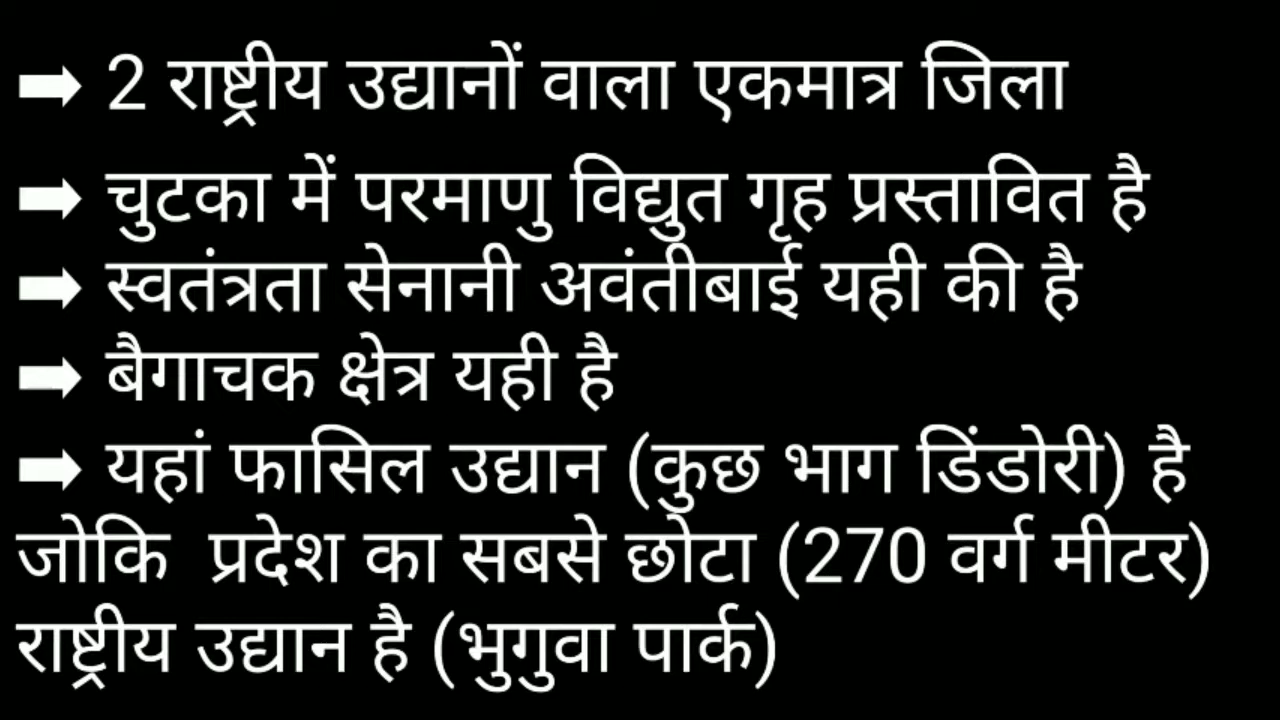 ➡ 2 राष्ट्रीय उद्यानों वाला एकमात्र जिला
➡ चुटका में परमाणु विद्युत गृह प्रस्तावित है
➡ स्वतंत्रता सेनानी अवंतीबाई यही की है
➡ बैगाचक क्षेत्र यही है
➡ यहां फासिल उद्यान (कुछ भाग डिंडोरी) है
जोकि प्रदेश का सबसे छोटा (270 वर्ग मीटर)
राष्ट्रीय उद्यान है (भुगुवा पार्क)